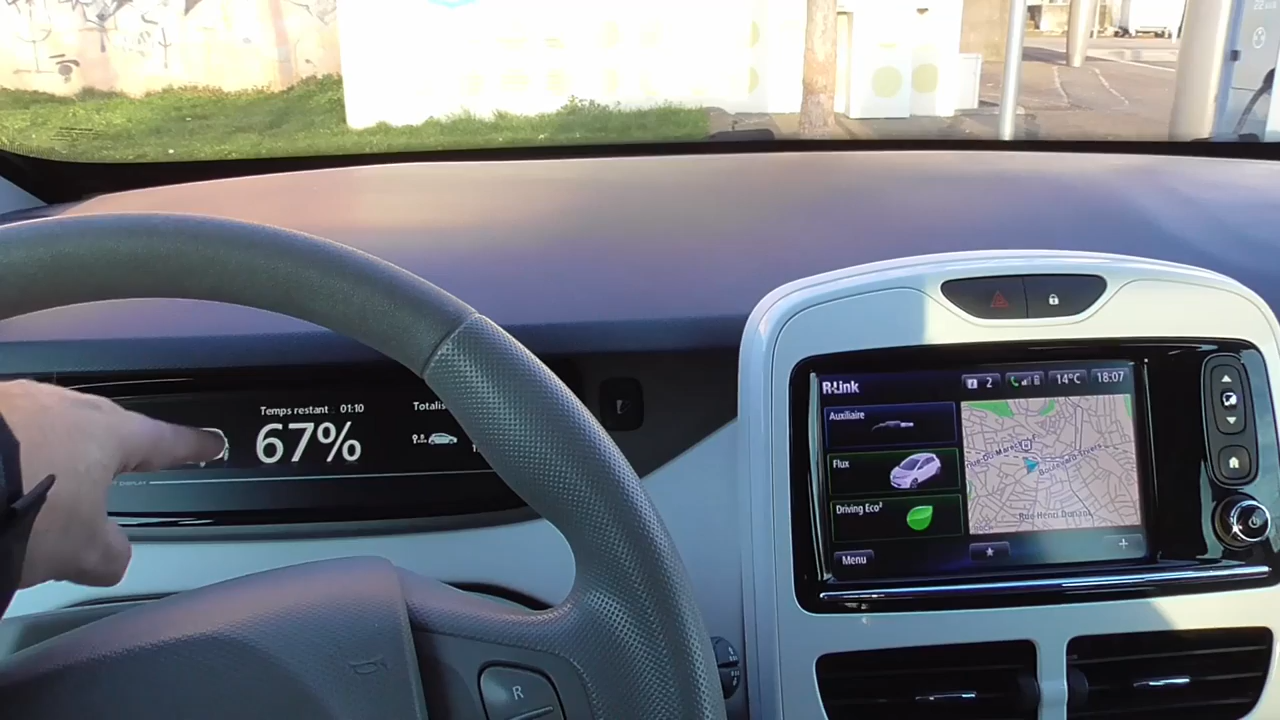 Temps restant : 01:10
67%
Totalis
DISPLAY
R-Link
2
14°C
18:07
Auxiliaire
Flux
Driving Eco²
Menu
Boulevard
Rue Henri Dunant
R